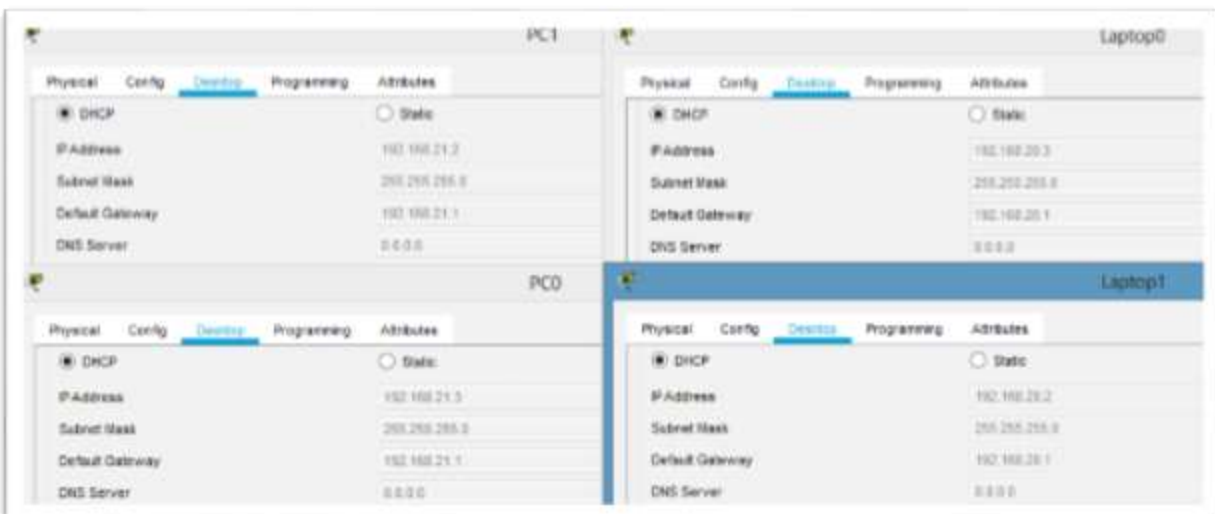 PC1
Physical Config Desktop Programming Attributes
DHCP Static
IP Address 192.168.21.2
Subnet Mask 255.255.255.0
Default Gateway 192.168.21.1
DNS Server 0.0.0.0
Laptop0
Physical Config Desktop Programming Attributes
DHCP Static
IP Address 192.168.20.3
Subnet Mask 255.255.255.0
Default Gateway 192.168.20.1
DNS Server 0.0.0.0
PC0
Physical Config Desktop Programming Attributes
DHCP Static
IP Address 192.168.21.3
Subnet Mask 255.255.255.0
Default Gateway 192.168.21.1
DNS Server 0.0.0.0
Laptop1
Physical Config Desktop Programming Attributes
DHCP Static
IP Address 192.168.20.2
Subnet Mask 255.255.255.0
Default Gateway 192.168.20.1
DNS Server 0.0.0.0